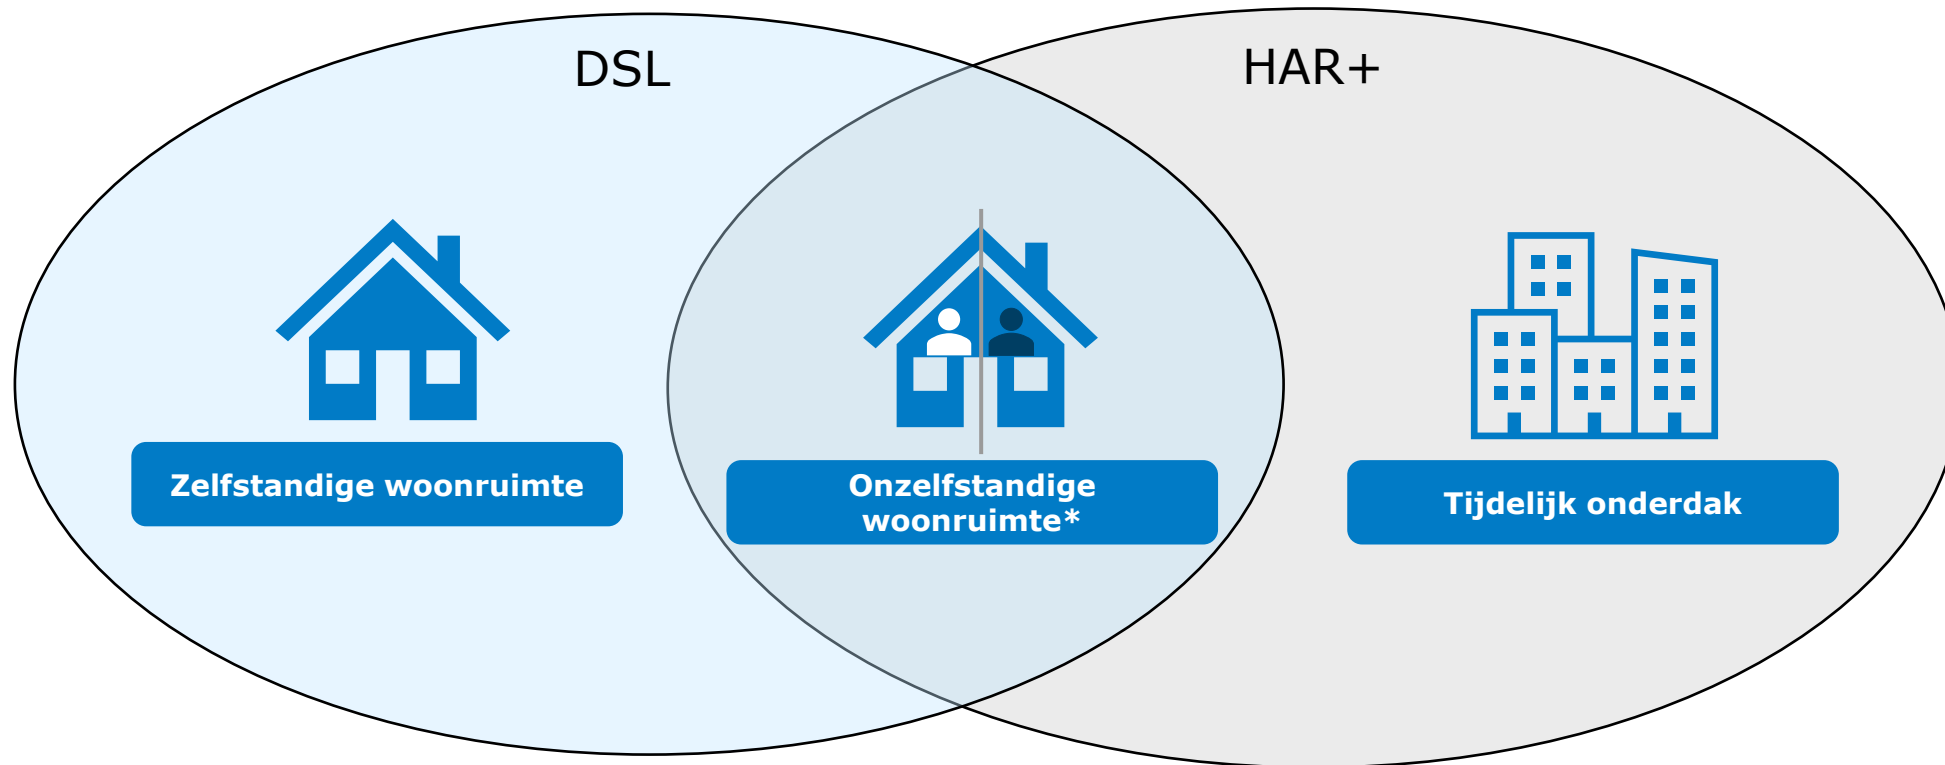 DSL
HAR+
Zelfstandige woonruimte
Onzelfstandige
woonruimte*
Tijdelijk onderdak